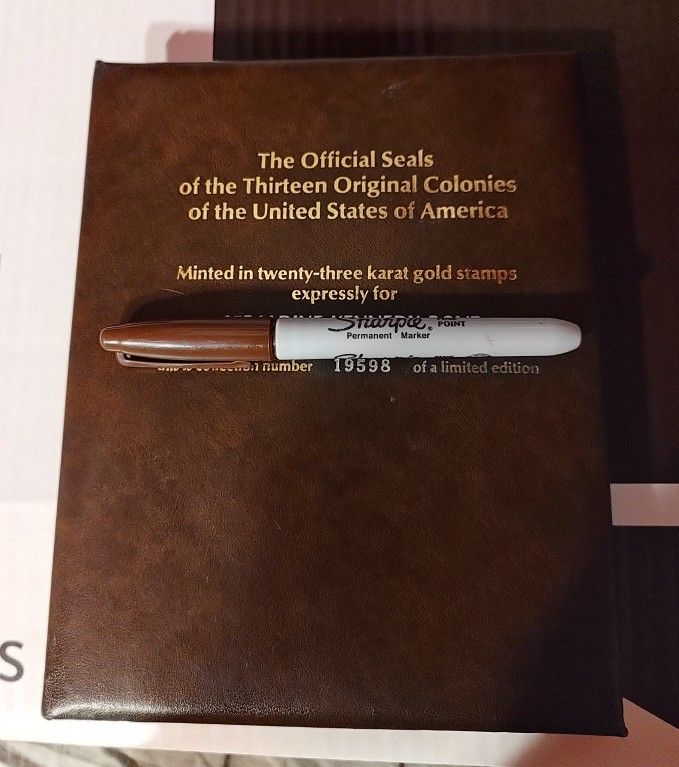 The Official Seals
of the Thirteen Original Colonies
of the United States of America
Minted in twenty-three karat gold stamps
expressly for
Sharpie® POINT
Permanent Marker
number 19598 of a limited edition
S